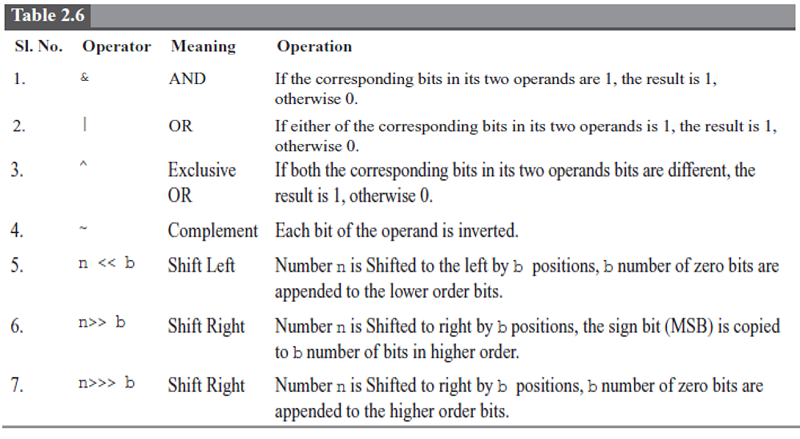 Table 2.6
Sl. No. Operator Meaning Operation
1. & AND If the corresponding bits in its two operands are 1, the result is 1,
otherwise 0.
2. | OR If either of the corresponding bits in its two operands is 1, the result is 1,
otherwise 0.
3. ^ Exclusive If both the corresponding bits in its two operands bits are different, the
OR result is 1, otherwise 0.
4. ~ Complement Each bit of the operand is inverted.
5. n << b Shift Left Number n is Shifted to the left by b positions, b number of zero bits are
appended to the lower order bits.
6. n>> b Shift Right Number n is Shifted to right by b positions, the sign bit (MSB) is copied
to b number of bits in higher order.
7. n>>> b Shift Right Number n is Shifted to right by b positions, b number of zero bits are
appended to the higher order bits.